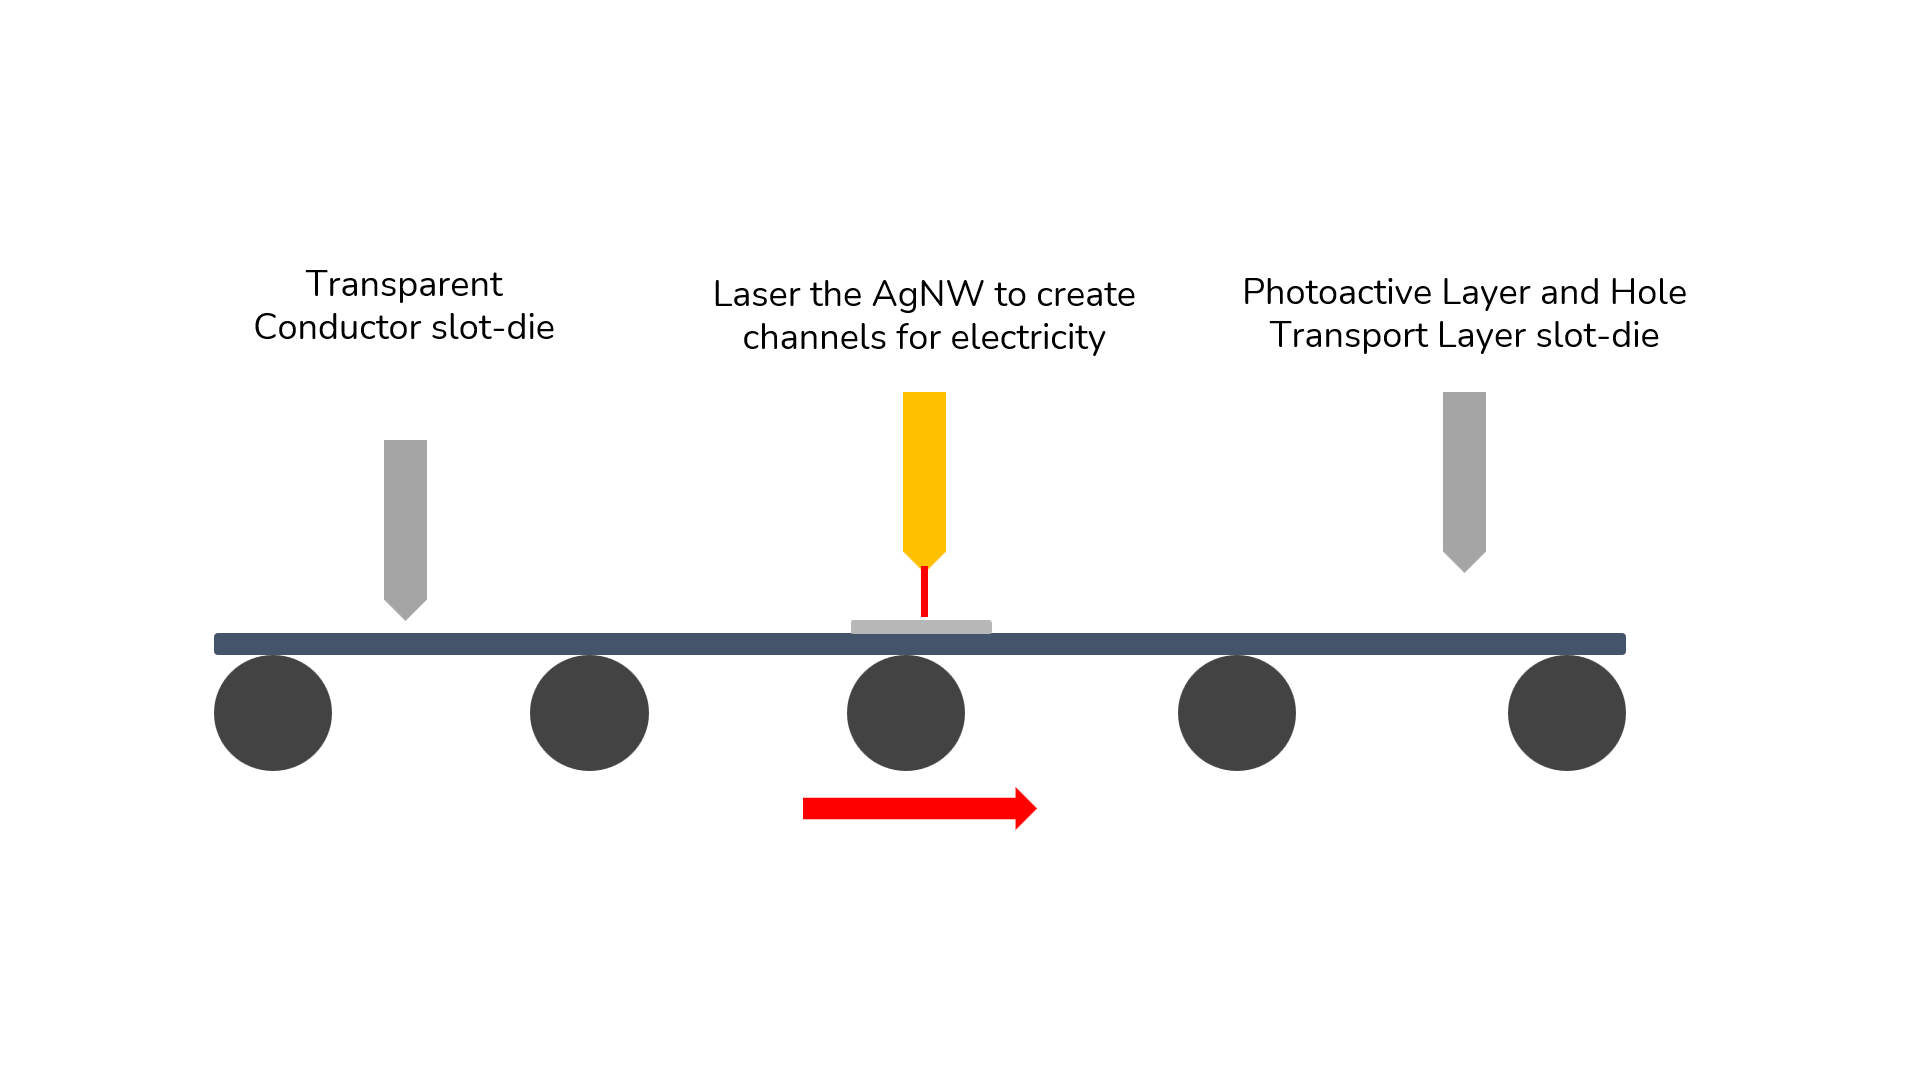 Transparent
Conductor slot-die
Laser the AgNW to create
channels for electricity
Photoactive Layer and Hole
Transport Layer slot-die